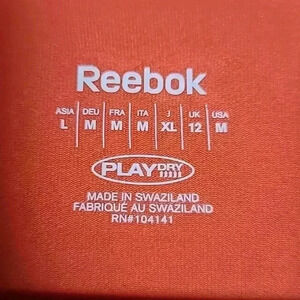 Reebok
ASIA DEU FRA ITA J UK USA
L M M M XL 12 M
PLAYDRY
MADE IN SWAZILAND
FABRIQUÉ AU SWAZILAND
RN#104141